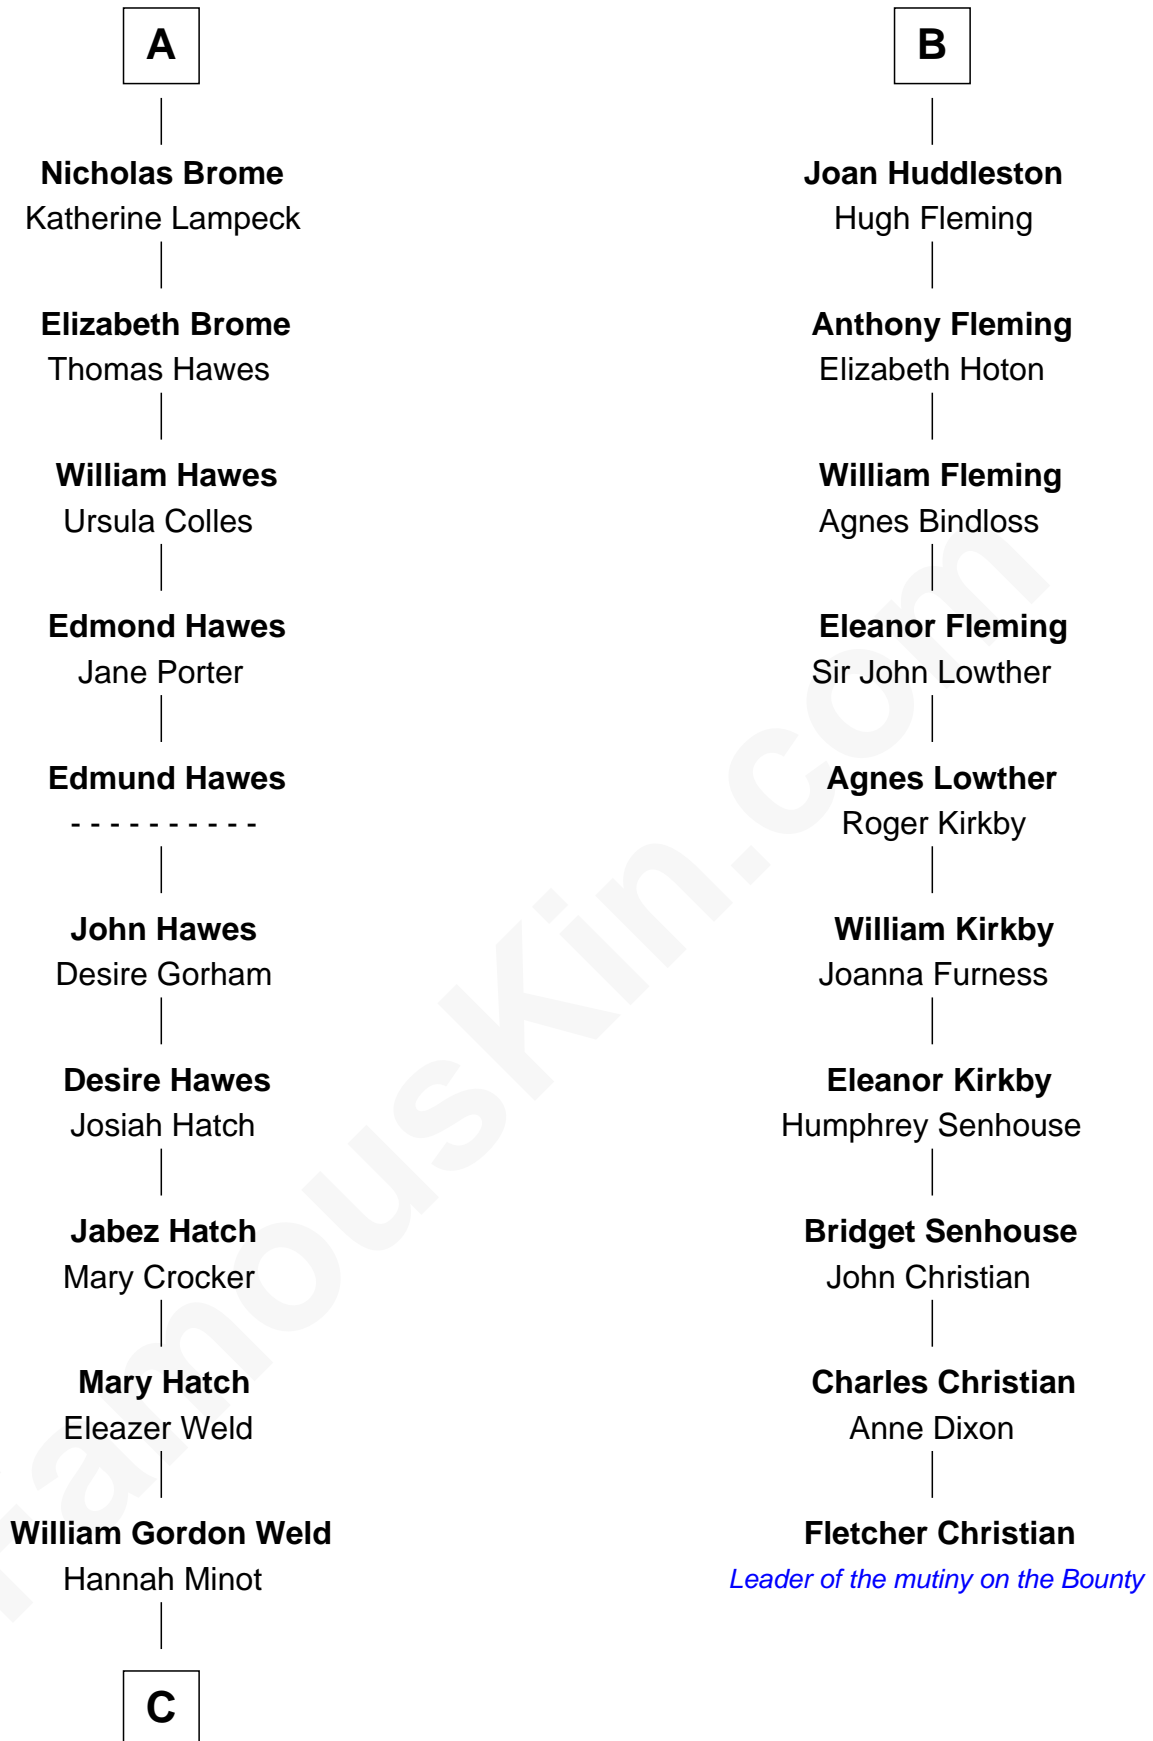 A
Nicholas Brome
Katherine Lampeck
Elizabeth Brome
Thomas Hawes
William Hawes
Ursula Colles
Edmond Hawes
Jane Porter
Edmund Hawes
- - - - - - - - - -
John Hawes
Desire Gorham
Desire Hawes
Josiah Hatch
Jabez Hatch
Mary Crocker
Mary Hatch
Eleazer Weld
William Gordon Weld
Hannah Minot
C
B
Joan Huddleston
Hugh Fleming
Anthony Fleming
Elizabeth Hoton
William Fleming
Agnes Bindloss
Eleanor Fleming
Sir John Lowther
Agnes Lowther
Roger Kirkby
William Kirkby
Joanna Furness
Eleanor Kirkby
Humphrey Senhouse
Bridget Senhouse
John Christian
Charles Christian
Anne Dixon
Fletcher Christian
Leader of the mutiny on the Bounty
FamousKin.com